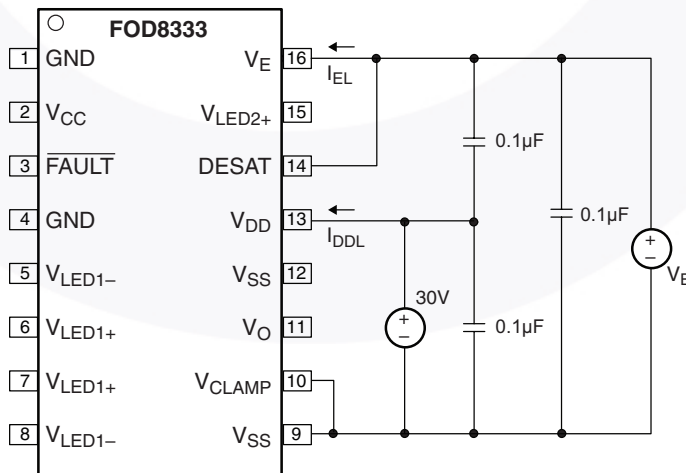 FOD8333
1 GND
2 VCC
3 FAULT
4 GND
5 VLED1–
6 VLED1+
7 VLED1+
8 VLED1–
VE 16
VLED2+ 15
DESAT 14
VDD 13
VSS 12
VO 11
VCLAMP 10
VSS 9
IEL
IDDL
0.1µF
0.1µF
30V
+
–
0.1µF
+
–
VE